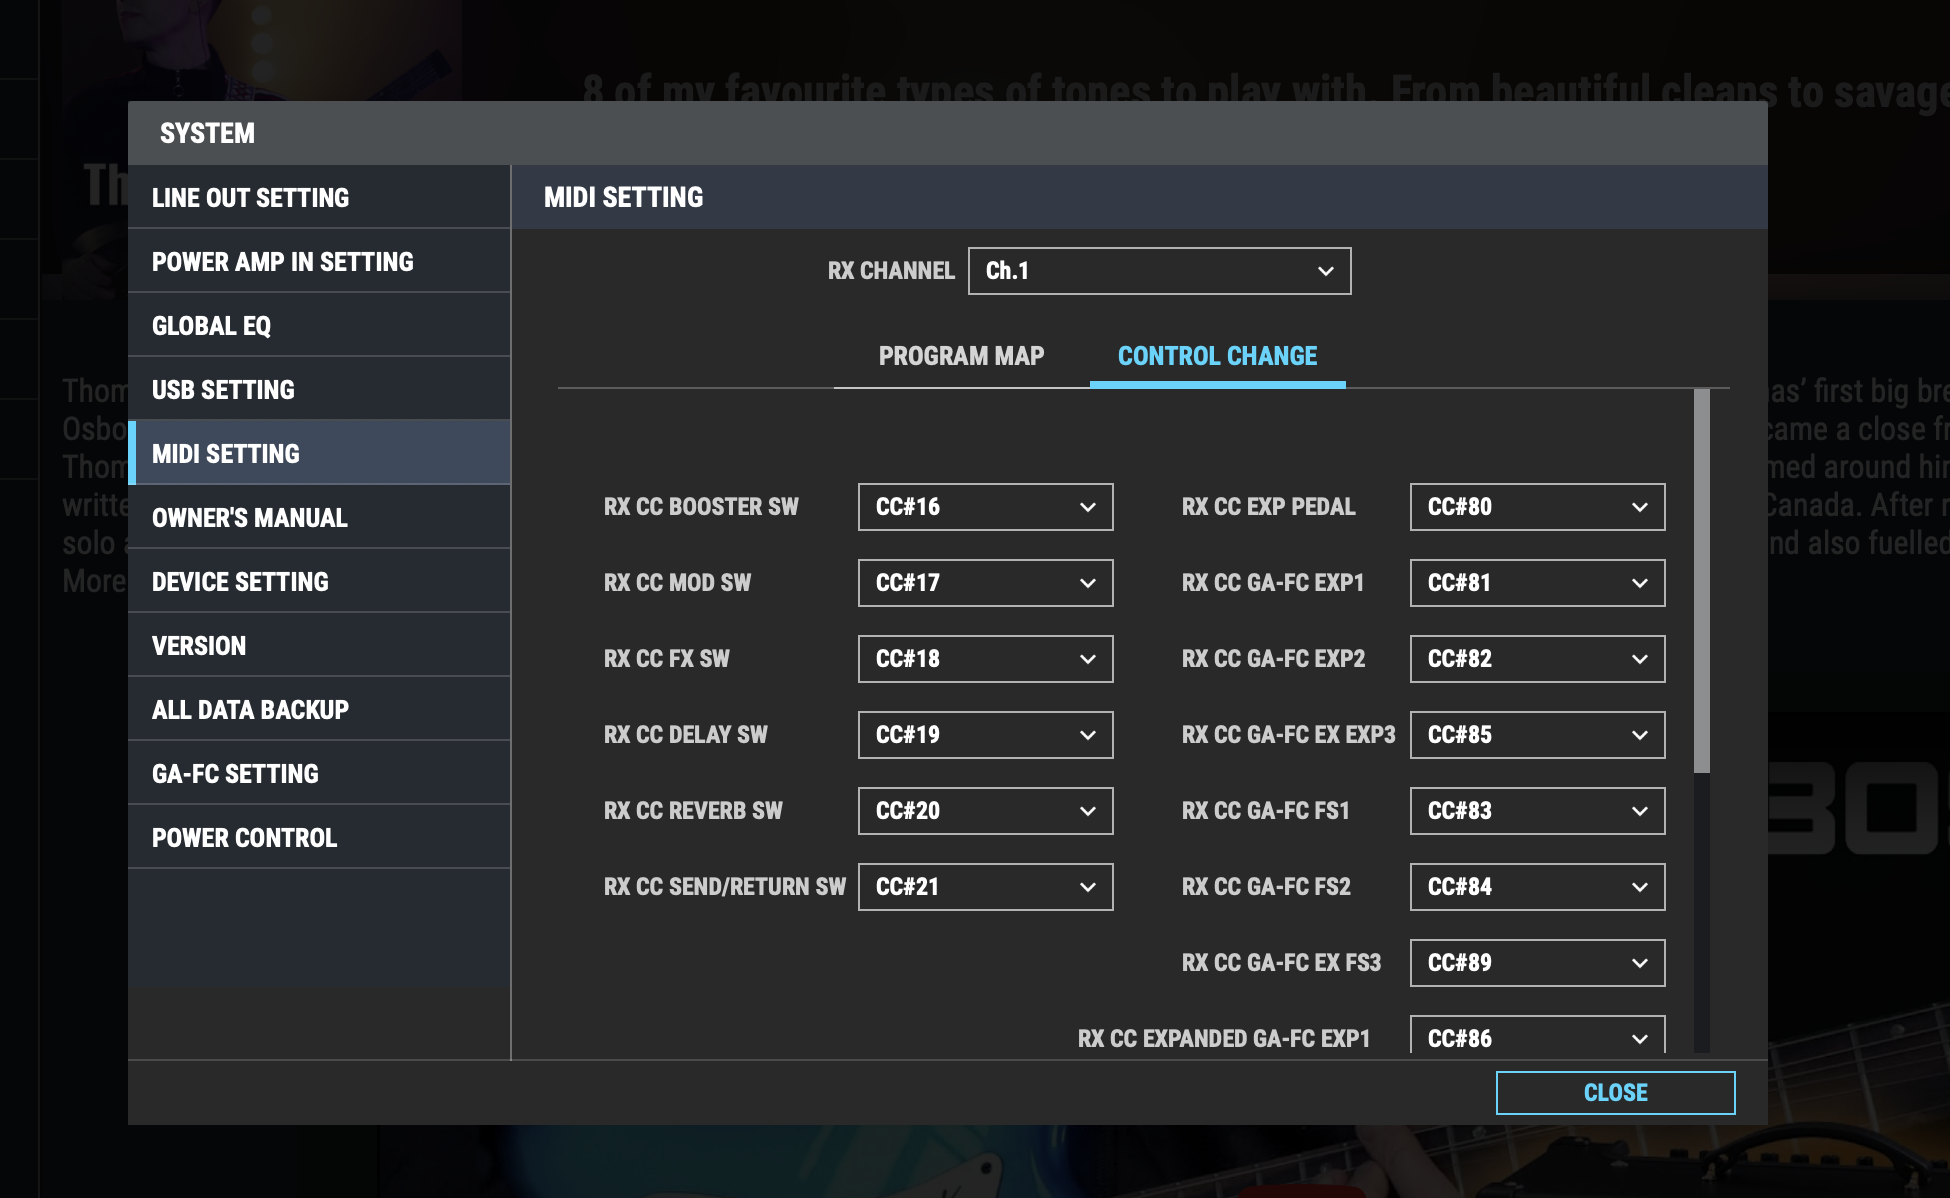 8 of my favourite types of tones to play with. From beautiful cleans to savage
SYSTEM
Th
LINE OUT SETTING
POWER AMP IN SETTING
GLOBAL EQ
USB SETTING
MIDI SETTING
OWNER'S MANUAL
DEVICE SETTING
VERSION
ALL DATA BACKUP
GA-FC SETTING
POWER CONTROL
MIDI SETTING
RX CHANNEL Ch.1
PROGRAM MAP CONTROL CHANGE
RX CC BOOSTER SW CC#16 RX CC EXP PEDAL CC#80
RX CC MOD SW CC#17 RX CC GA-FC EXP1 CC#81
RX CC FX SW CC#18 RX CC GA-FC EXP2 CC#82
RX CC DELAY SW CC#19 RX CC GA-FC EX EXP3 CC#85
RX CC REVERB SW CC#20 RX CC GA-FC FS1 CC#83
RX CC SEND/RETURN SW CC#21 RX CC GA-FC FS2 CC#84
RX CC GA-FC EX FS3 CC#89
RX CC EXPANDED GA-FC EXP1 CC#86
CLOSE
Thom
Osbo
Thom
writte
solo
More
as' first big bre
came a close fr
med around hin
Canada. After
nd also fuelled
BO